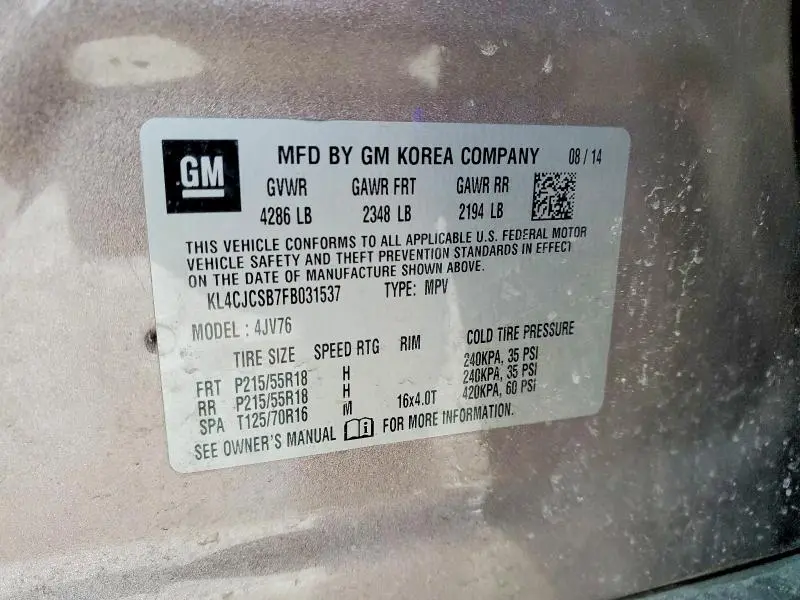 GM MFD BY GM KOREA COMPANY 08/14
GVWR GAWR FRT GAWR RR
4286 LB 2348 LB 2194 LB
THIS VEHICLE CONFORMS TO ALL APPLICABLE U.S. FEDERAL MOTOR
VEHICLE SAFETY AND THEFT PREVENTION STANDARDS IN EFFECT
ON THE DATE OF MANUFACTURE SHOWN ABOVE.
KL4CJCSB7FB031537 TYPE: MPV
MODEL : 4JV76
TIRE SIZE SPEED RTG RIM COLD TIRE PRESSURE
FRT P215/55R18 H 240KPA, 35 PSI
RR P215/55R18 H 240KPA, 35 PSI
SPA T125/70R16 M 16x4.0T 420KPA, 60 PSI
SEE OWNER'S MANUAL FOR MORE INFORMATION.